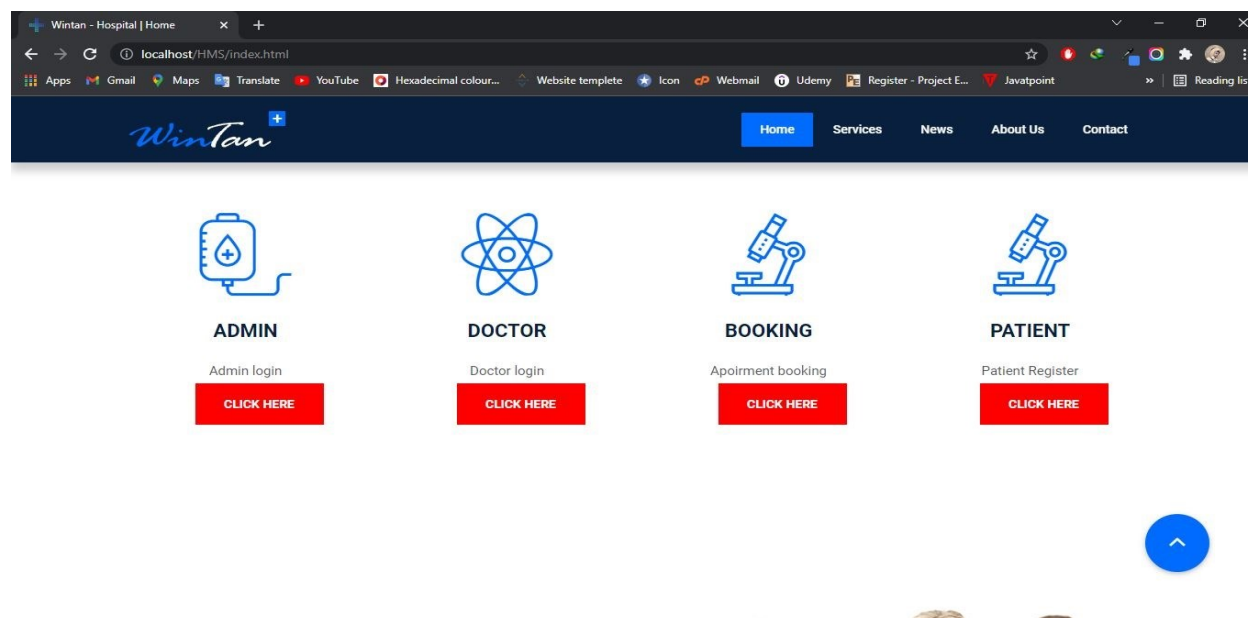 Wintan - Hospital | Home
localhost/HMS/index.html
Apps Gmail Maps Translate YouTube Hexadecimal colour... Website templete Icon Webmail Udemy Register - Project E... Javatpoint » Reading lis
WinTan Home Services News About Us Contact
ADMIN DOCTOR BOOKING PATIENT
Admin login Doctor login Apoirment booking Patient Register
CLICK HERE CLICK HERE CLICK HERE CLICK HERE